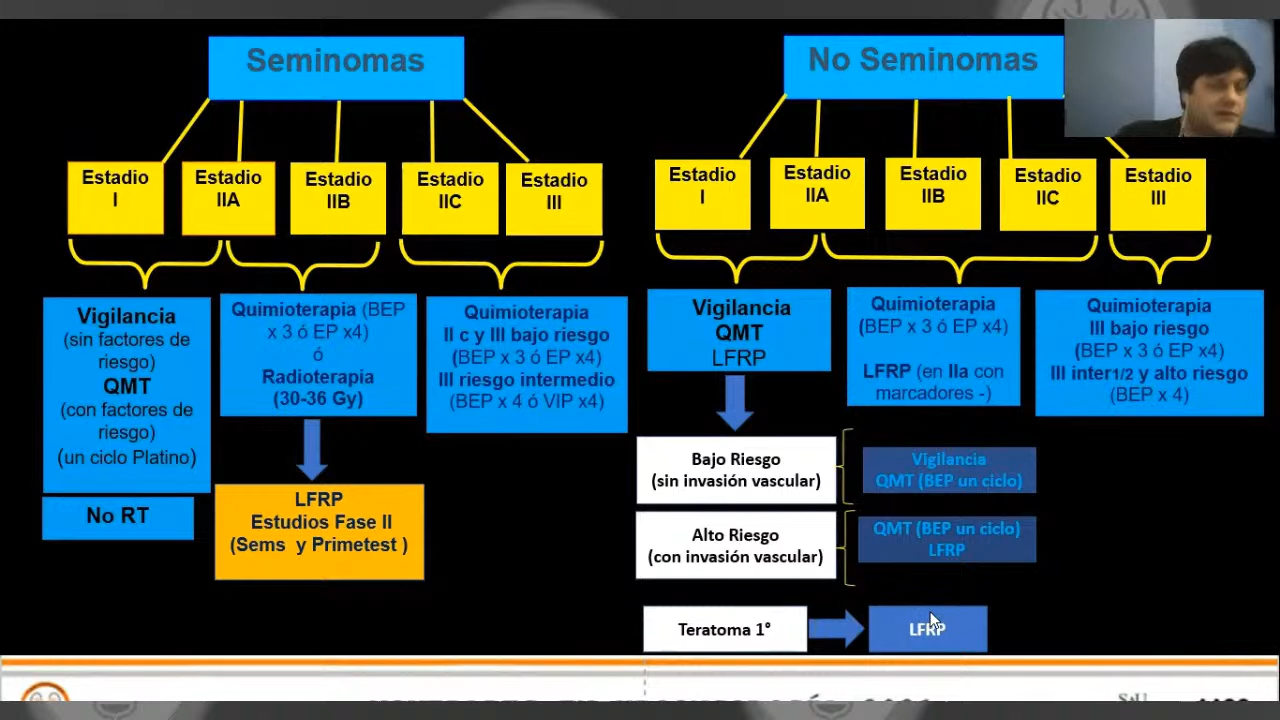 Seminomas
Estadio
I
Estadio
IIA
Estadio
IIB
Estadio
IIC
Estadio
III
Vigilancia
(sin factores de
riesgo)
QMT
(con factores de
riesgo)
(un ciclo Platino)
No RT
Quimioterapia (BEP
x 3 ó EP x4)
ó
Radioterapia
(30-36 Gy)
LFRP
Estudios Fase II
(Sems y Primetest )
Quimioterapia
II c y III bajo riesgo
(BEP x 3 ó EP x4)
III riesgo intermedio
(BEP x 4 ó VIP x4)
No Seminomas
Estadio
I
Estadio
IIA
Estadio
IIB
Estadio
IIC
Estadio
III
Vigilancia
QMT
LFRP
Quimioterapia
(BEP x 3 ó EP x4)
LFRP (en IIa con
marcadores -)
Quimioterapia
III bajo riesgo
(BEP x 3 ó EP x4)
III inter1/2 y alto riesgo
(BEP x 4)
Bajo Riesgo
(sin invasión vascular)
Vigilancia
QMT (BEP un ciclo)
Alto Riesgo
(con invasión vascular)
QMT (BEP un ciclo)
LFRP
Teratoma 1°
LFRP